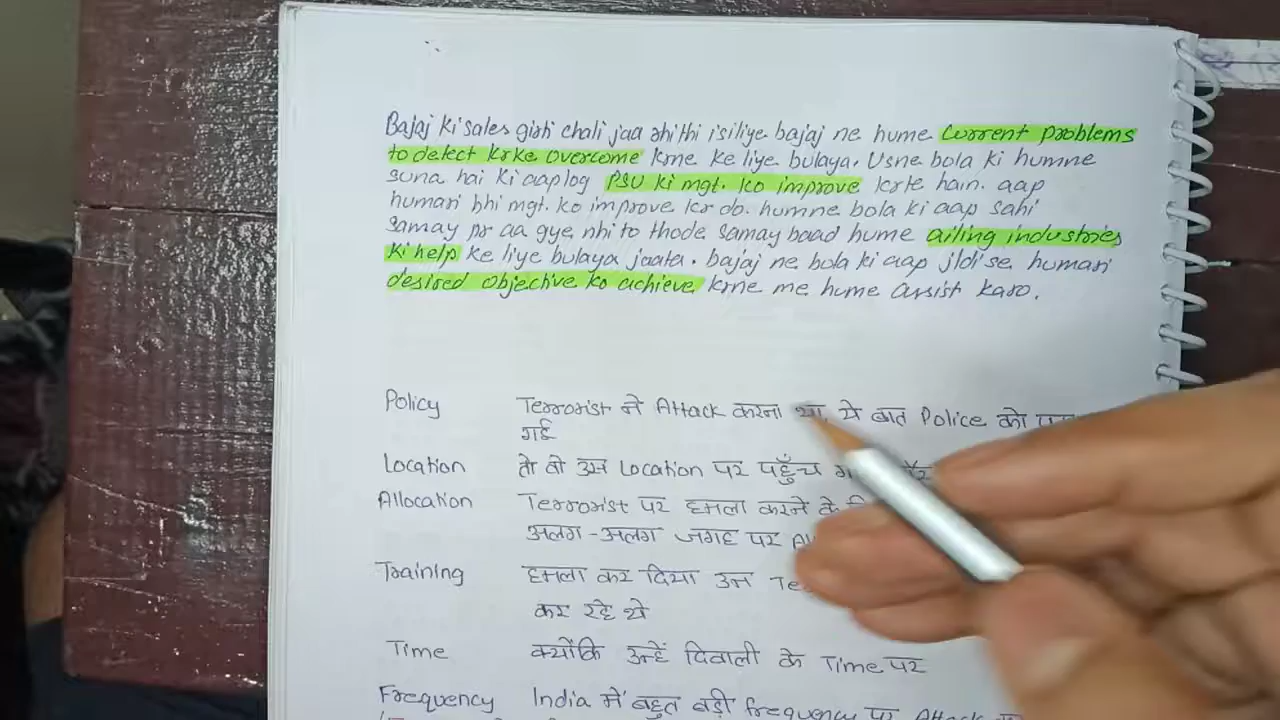 Bajaj ki sales girti chali jaa rhi thi isiliye bajaj ne hume current problems
to detect krke overcome krne ke liye bulaya. Usne bola ki humne
suna hai ki aap log PSU ki mgt. ko improve krte hain. aap
humari bhi mgt. ko improve kr do. humne bola ki aap sahi
samay pr aa gye nhi to thode samay baad hume ailing industries
ki help ke liye bulaya jaata. bajaj ne bola ki aap jldi se humari
desired objective ko achieve krne me hume assist karo.
Policy Terrorist ने Attack करना था ये बात Police को
गई
Location तो वो उस Location पर पहुँच
Allocation Terrorist पर हमला करने के
अलग-अलग जगह पर
Training हमला कर दिया उन
कर रहे थे
Time क्योंकि उन्हें दिवाली के Time पर
Frequency India में बहुत बड़ी frequency पर Attack